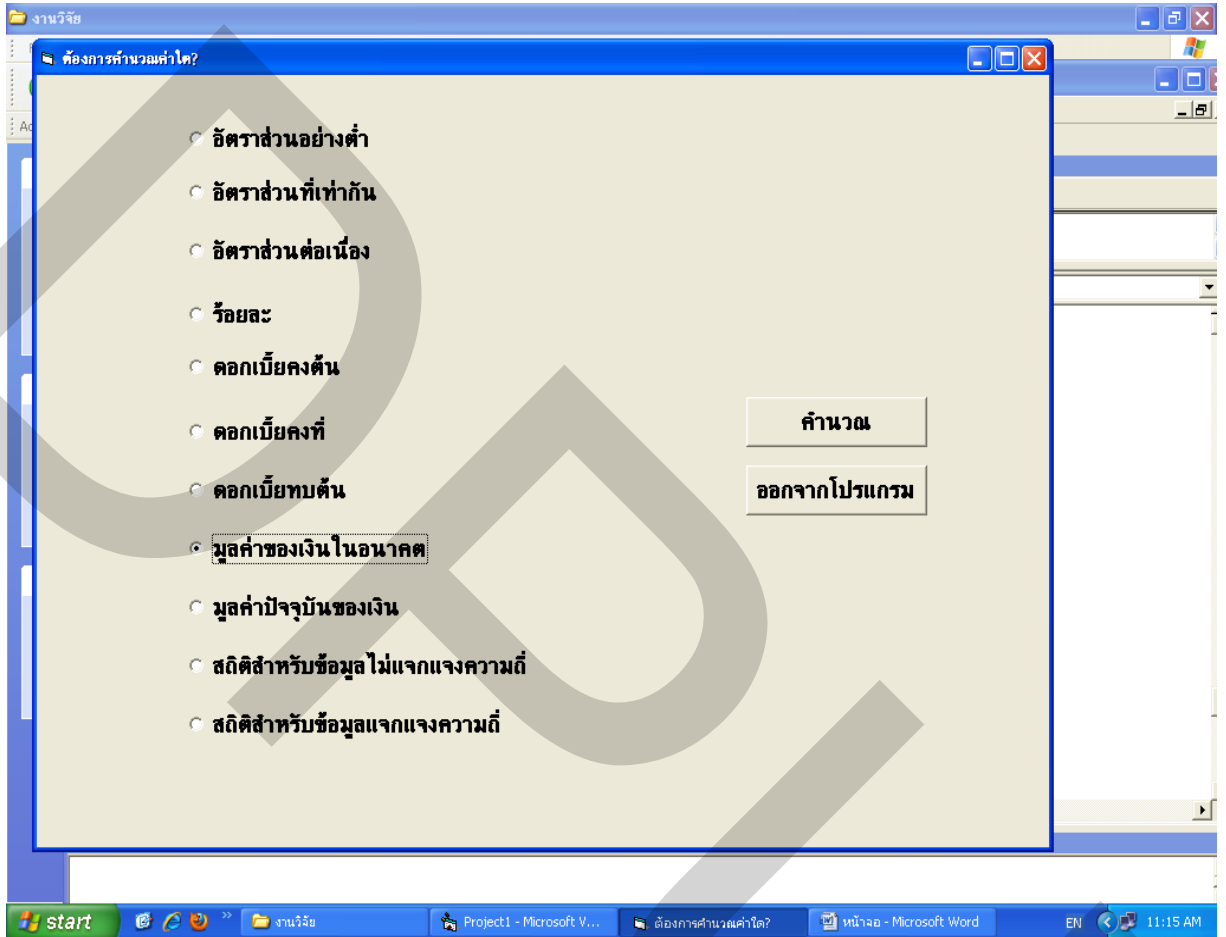 งานวิจัย
ต้องการคำนวณค่าใด?
อัตราส่วนอย่างต่ำ
อัตราส่วนที่เท่ากัน
อัตราส่วนต่อเนื่อง
ร้อยละ
ดอกเบี้ยคงต้น
ดอกเบี้ยคงที่
ดอกเบี้ยทบต้น
มูลค่าของเงินในอนาคต
มูลค่าปัจจุบันของเงิน
สถิติสำหรับข้อมูลไม่แจกแจงความถี่
สถิติสำหรับข้อมูลแจกแจงความถี่
คำนวณ
ออกจากโปรแกรม
start งานวิจัย Project1 - Microsoft V... ต้องการคำนวณค่าใด? หน้าจอ - Microsoft Word EN 11:15 AM